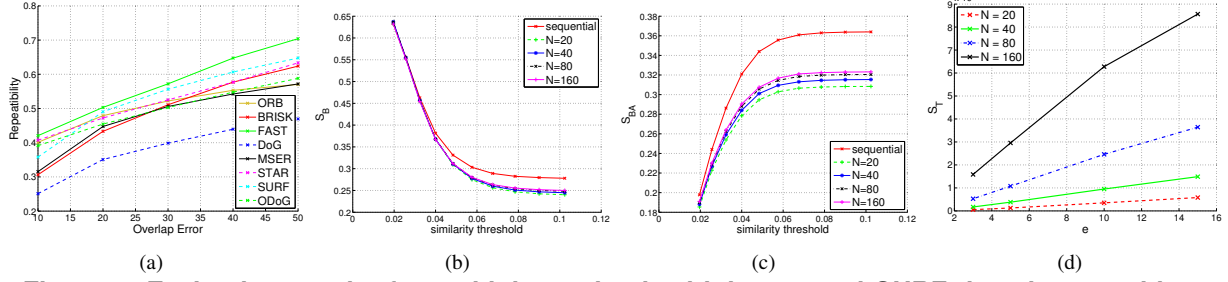 0.8
0.7
0.6
0.5
0.4
0.3
0.2
10 15 20 25 30 35 40 45 50
Repeatibility
Overlap Error
ORB
BRISK
FAST
DoG
MSER
STAR
SURF
ODoG
(a)
0.65
0.6
0.55
0.5
0.45
0.4
0.35
0.3
0.25
0.2
0 0.02 0.04 0.06 0.08 0.1 0.12
S_B
similarity threshold
sequential
N=20
N=40
N=80
N=160
(b)
0.38
0.36
0.34
0.32
0.3
0.28
0.26
0.24
0.22
0.2
0.18
0 0.02 0.04 0.06 0.08 0.1 0.12
S_BA
similarity threshold
sequential
N=20
N=40
N=80
N=160
(c)
9
8
7
6
5
4
3
2
1
0
2 4 6 8 10 12 14 16
S_T
e
N = 20
N = 40
N = 80
N = 160
(d)